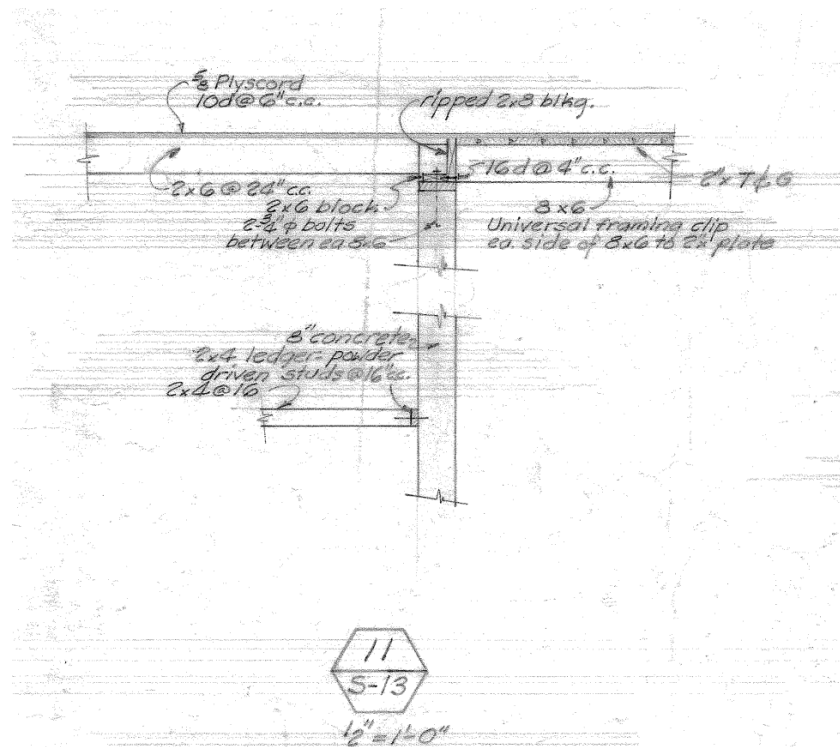 5/8 Plyscord
10d @ 6" c.c.
ripped 2x8 blkg.
16d @ 4" c.c.
2" x T & G
2x6 @ 24" c.c.
2x6 block
2-3/4" φ bolts
between ea 8x6
8x6
Universal framing clip
ea. side of 8x6 to 2x plate
8" concrete
2x4 ledger-powder
driven studs @ 16" c.c.
2x4 @ 16
11
S-13
1/2" = 1'-0"